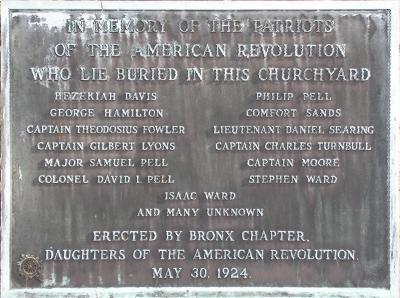 IN MEMORY OF THE PATRIOTS
OF THE AMERICAN REVOLUTION
WHO LIE BURIED IN THIS CHURCHYARD
HEZEKIAH DAVIS PHILIP PELL
GEORGE HAMILTON COMFORT SANDS
CAPTAIN THEODOSIUS FOWLER LIEUTENANT DANIEL SEARING
CAPTAIN GILBERT LYONS CAPTAIN CHARLES TURNBULL
MAJOR SAMUEL PELL CAPTAIN MOORE
COLONEL DAVID I. PELL STEPHEN WARD
ISAAC WARD
AND MANY UNKNOWN
ERECTED BY BRONX CHAPTER,
DAUGHTERS OF THE AMERICAN REVOLUTION.
MAY 30, 1924.